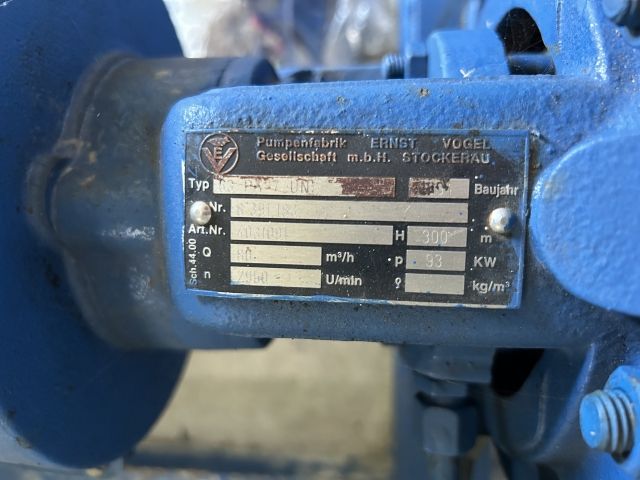 Pumpenfabrik ERNST VOGEL
Gesellschaft m.b.H. STOCKERAU
EV
Typ Baujahr
Nr.
Art.Nr. H 300 m
Q 80 m³/h P 93 KW
n 2950 U/min ϱ kg/m³
Sch.44.00